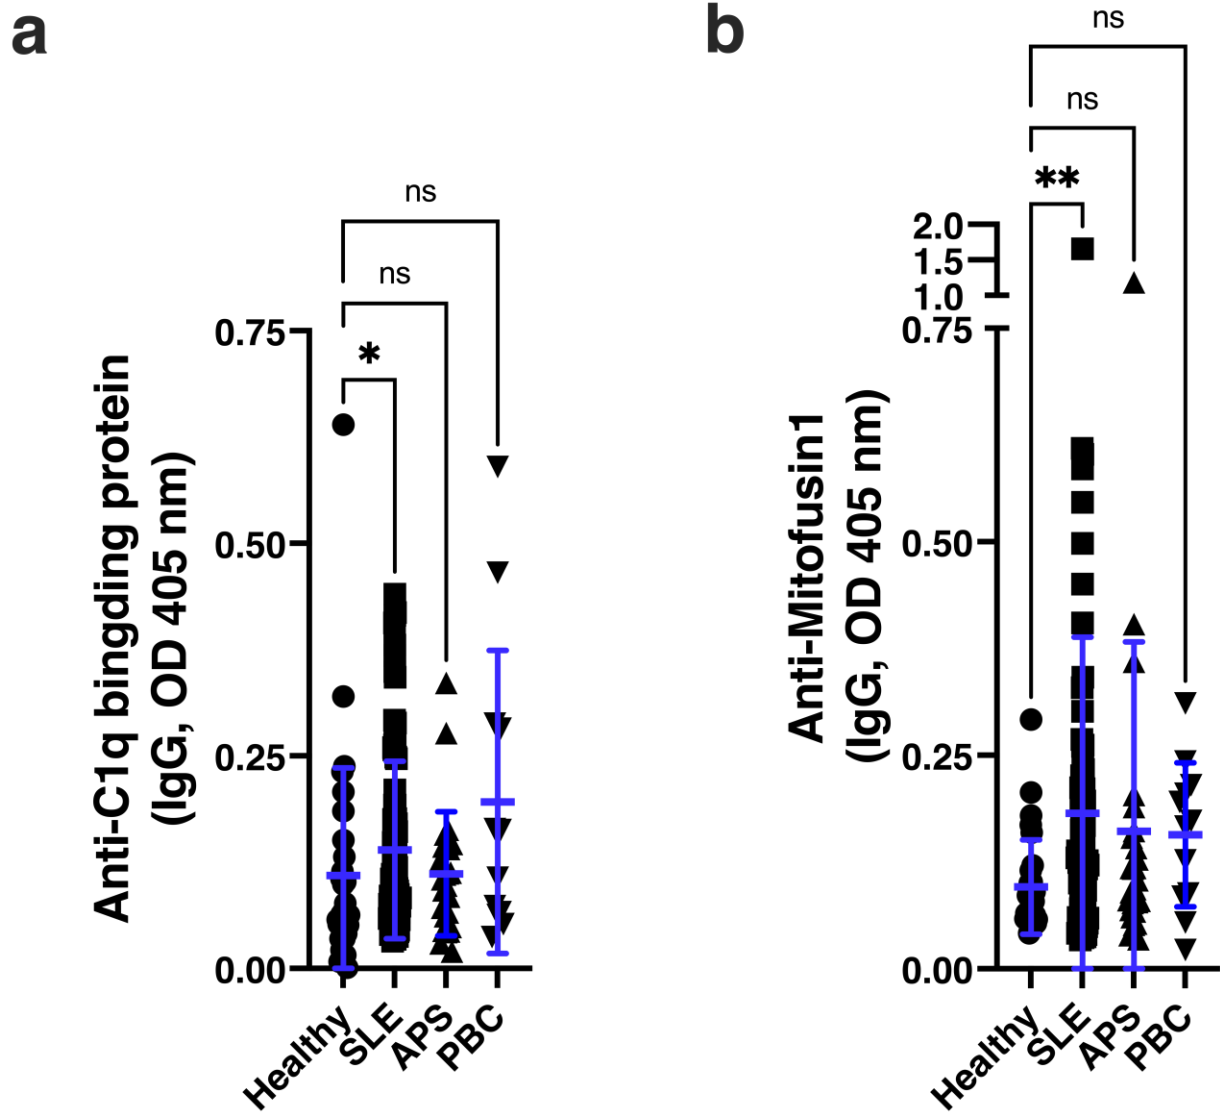 a
ns
ns
*
0.75
0.50
0.25
0.00
Anti-C1q bingding protein
(IgG, OD 405 nm)
Healthy
SLE
APS
PBC
b
ns
ns
**
2.0
1.5
1.0
0.75
0.50
0.25
0.00
Anti-Mitofusin1
(IgG, OD 405 nm)
Healthy
SLE
APS
PBC